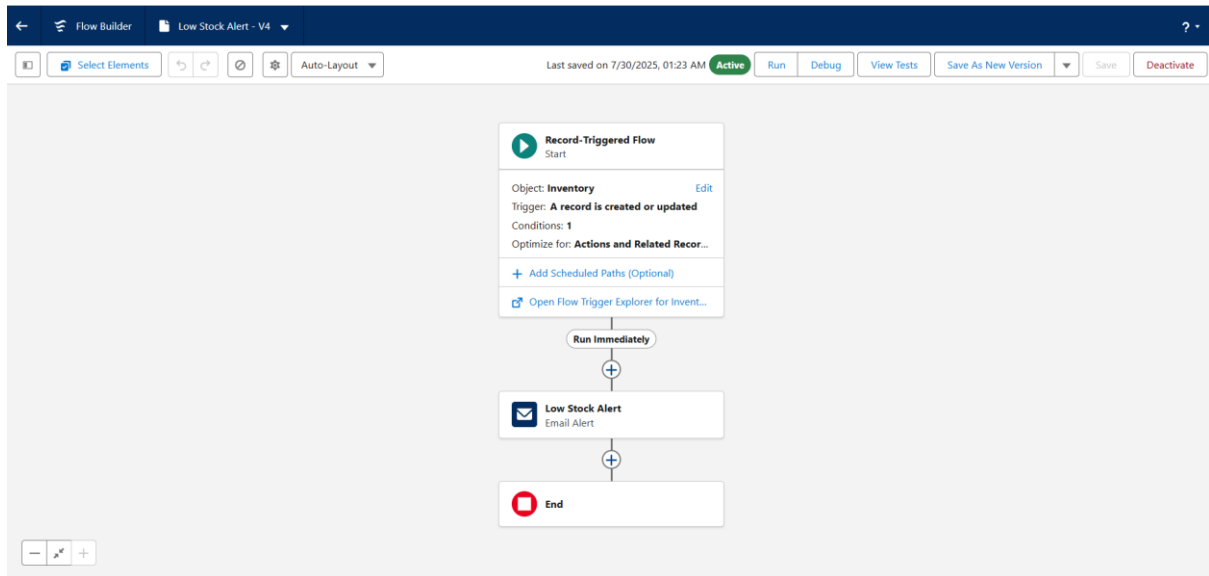 Flow Builder
Low Stock Alert - V4
? 
Select Elements
Auto-Layout
Last saved on 7/30/2025, 01:23 AM
Active
Run
Debug
View Tests
Save As New Version
Save
Deactivate
Record-Triggered Flow
Start
Object: Inventory
Edit
Trigger: A record is created or updated
Conditions: 1
Optimize for: Actions and Related Recor...
+ Add Scheduled Paths (Optional)
Open Flow Trigger Explorer for Invent...
Run Immediately
Low Stock Alert
Email Alert
End